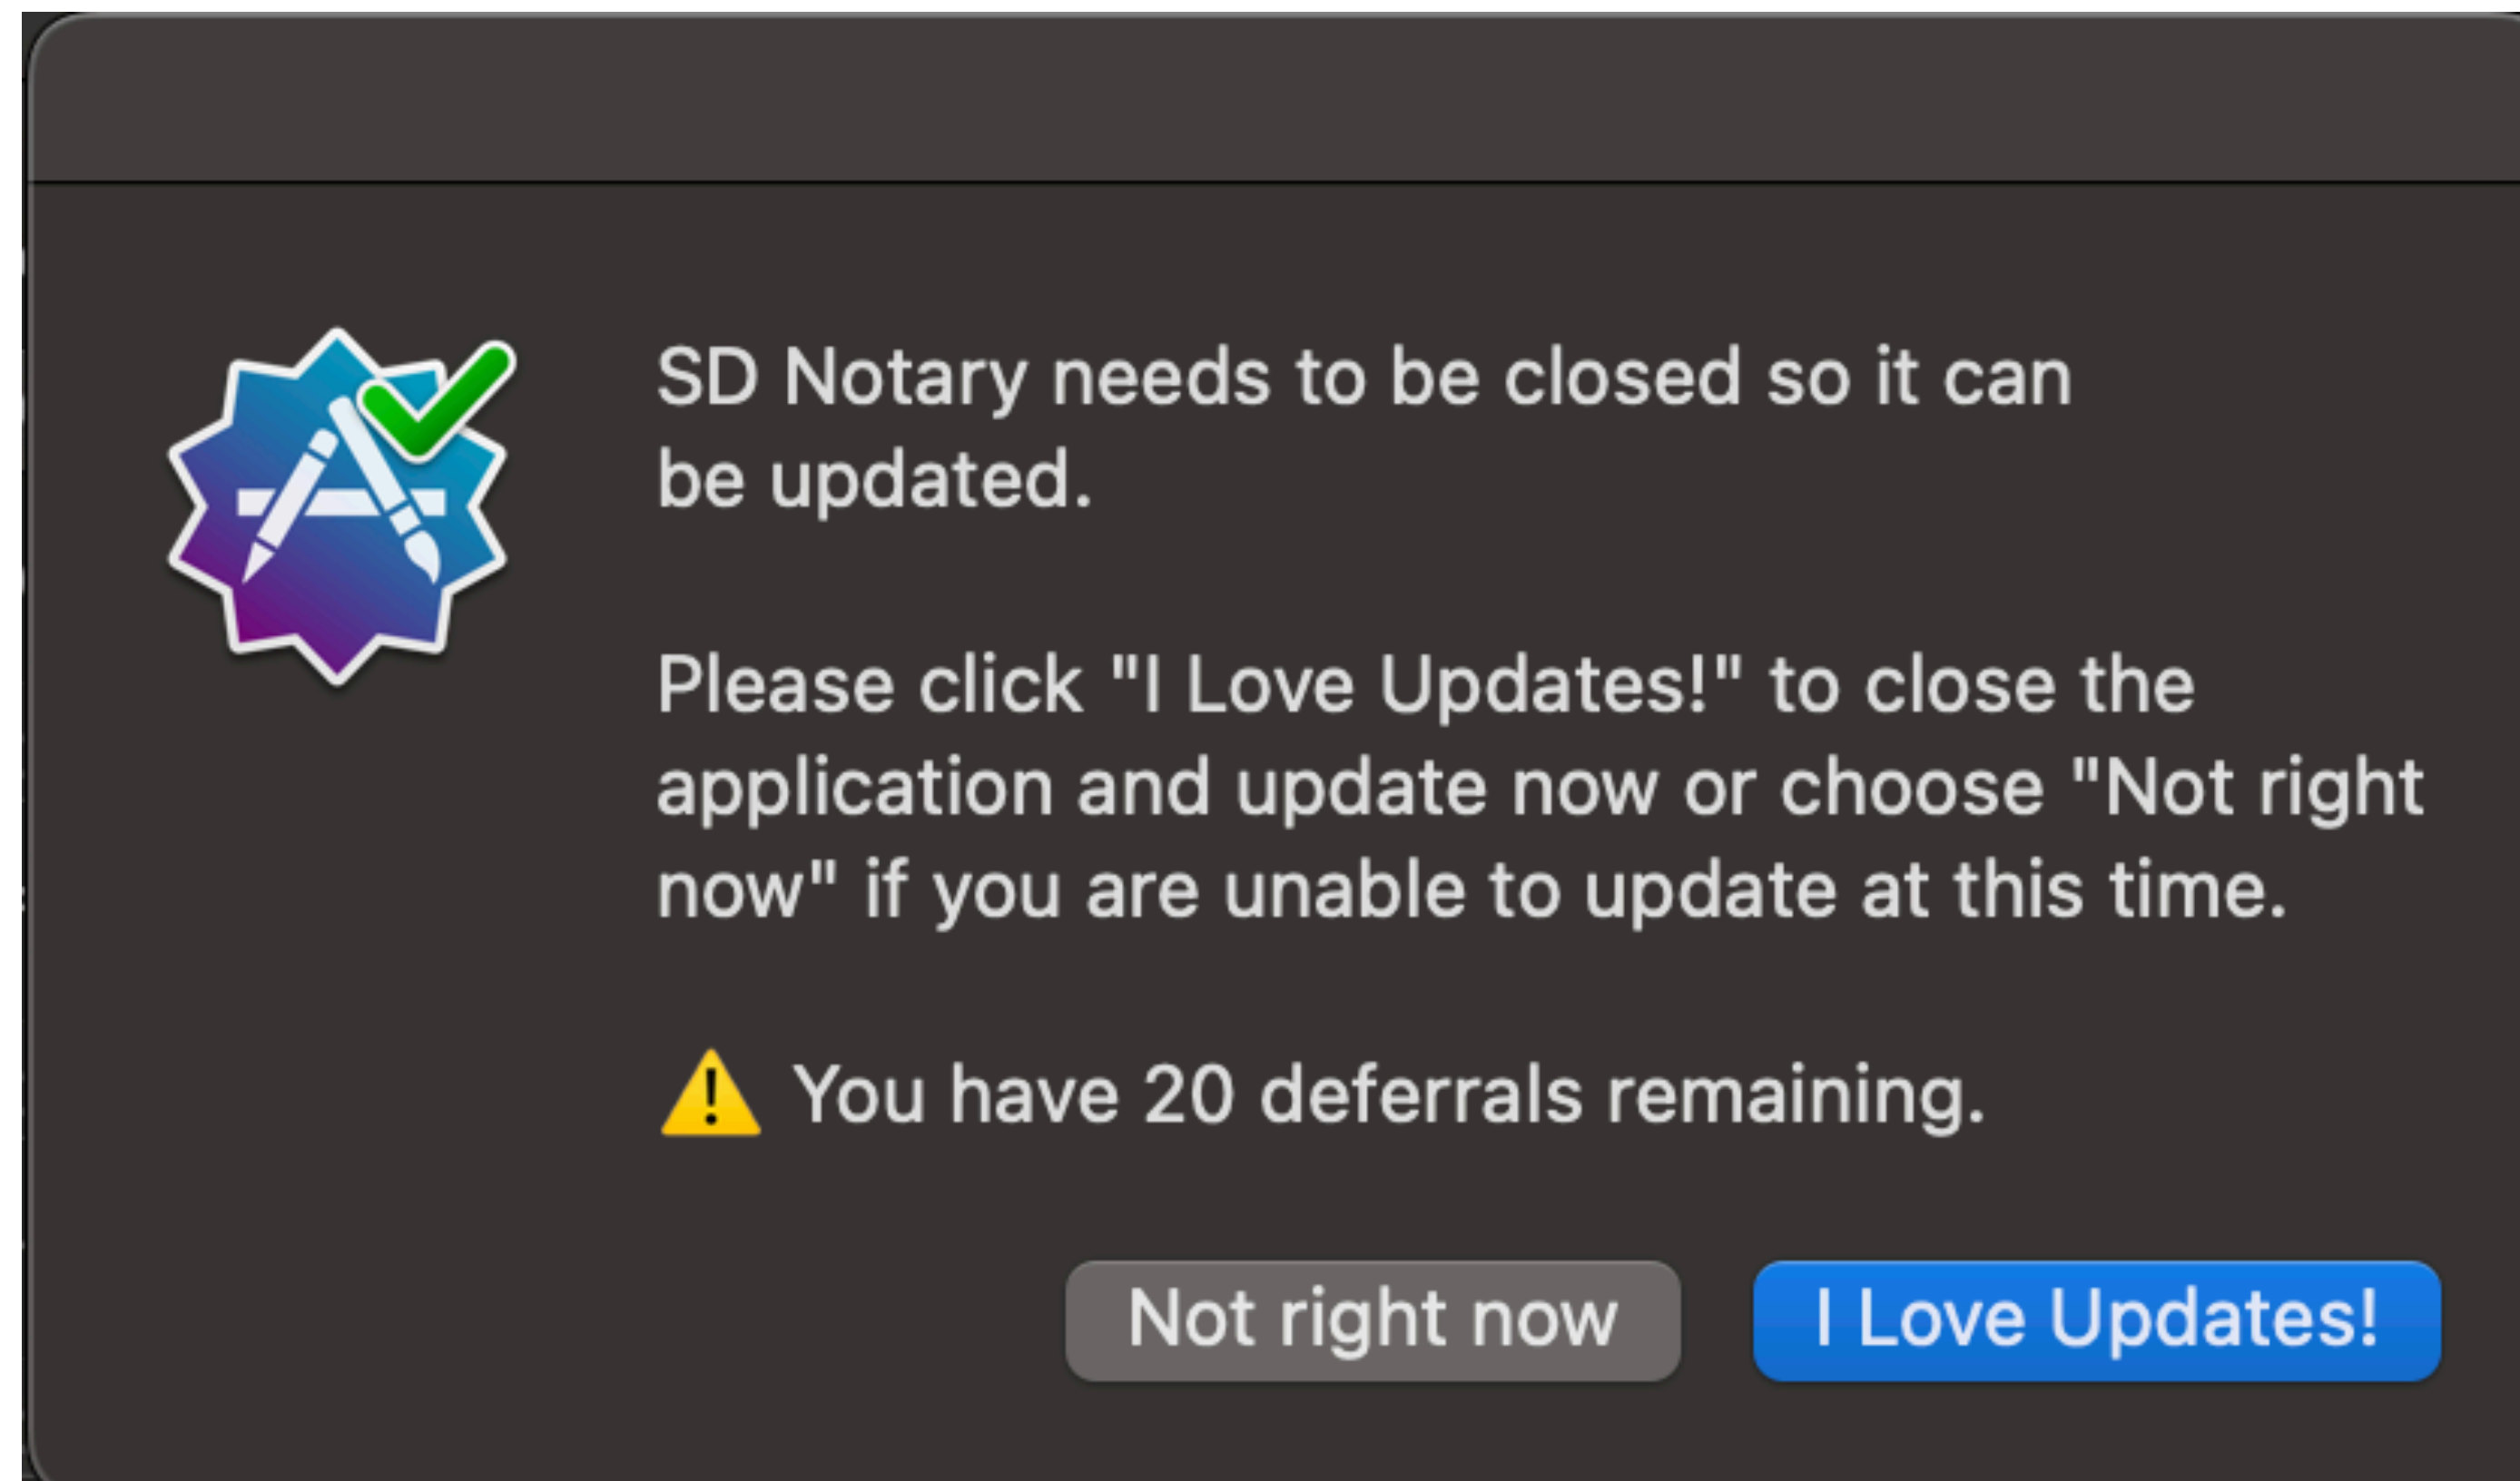 SD Notary needs to be closed so it can
be updated.
Please click "I Love Updates!" to close the
application and update now or choose "Not right
now" if you are unable to update at this time.
⚠️ You have 20 deferrals remaining.
Not right now
I Love Updates!